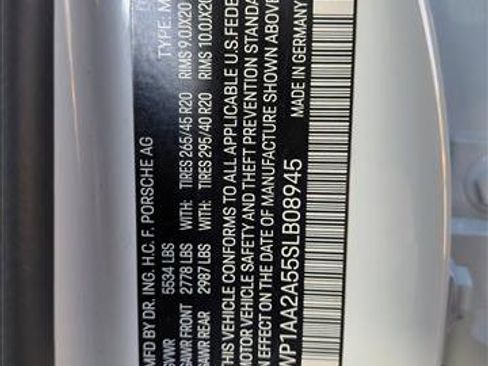 MFD BY DR. ING. H.C. F. PORSCHE AG TYPE: M
GVWR 5534 LBS
GAWR FRONT 2778 LBS WITH: TIRES 265/45 R20 RIMS 9.0JX20
GAWR REAR 2987 LBS WITH: TIRES 295/40 R20 RIMS 10.0JX20
THIS VEHICLE CONFORMS TO ALL APPLICABLE U.S. FEDE
MOTOR VEHICLE SAFETY AND THEFT PREVENTION STANDA
EFFECT ON THE DATE OF MANUFACTURE SHOWN ABOVE
WP1AA2A55SLB08945 MADE IN GERMANY